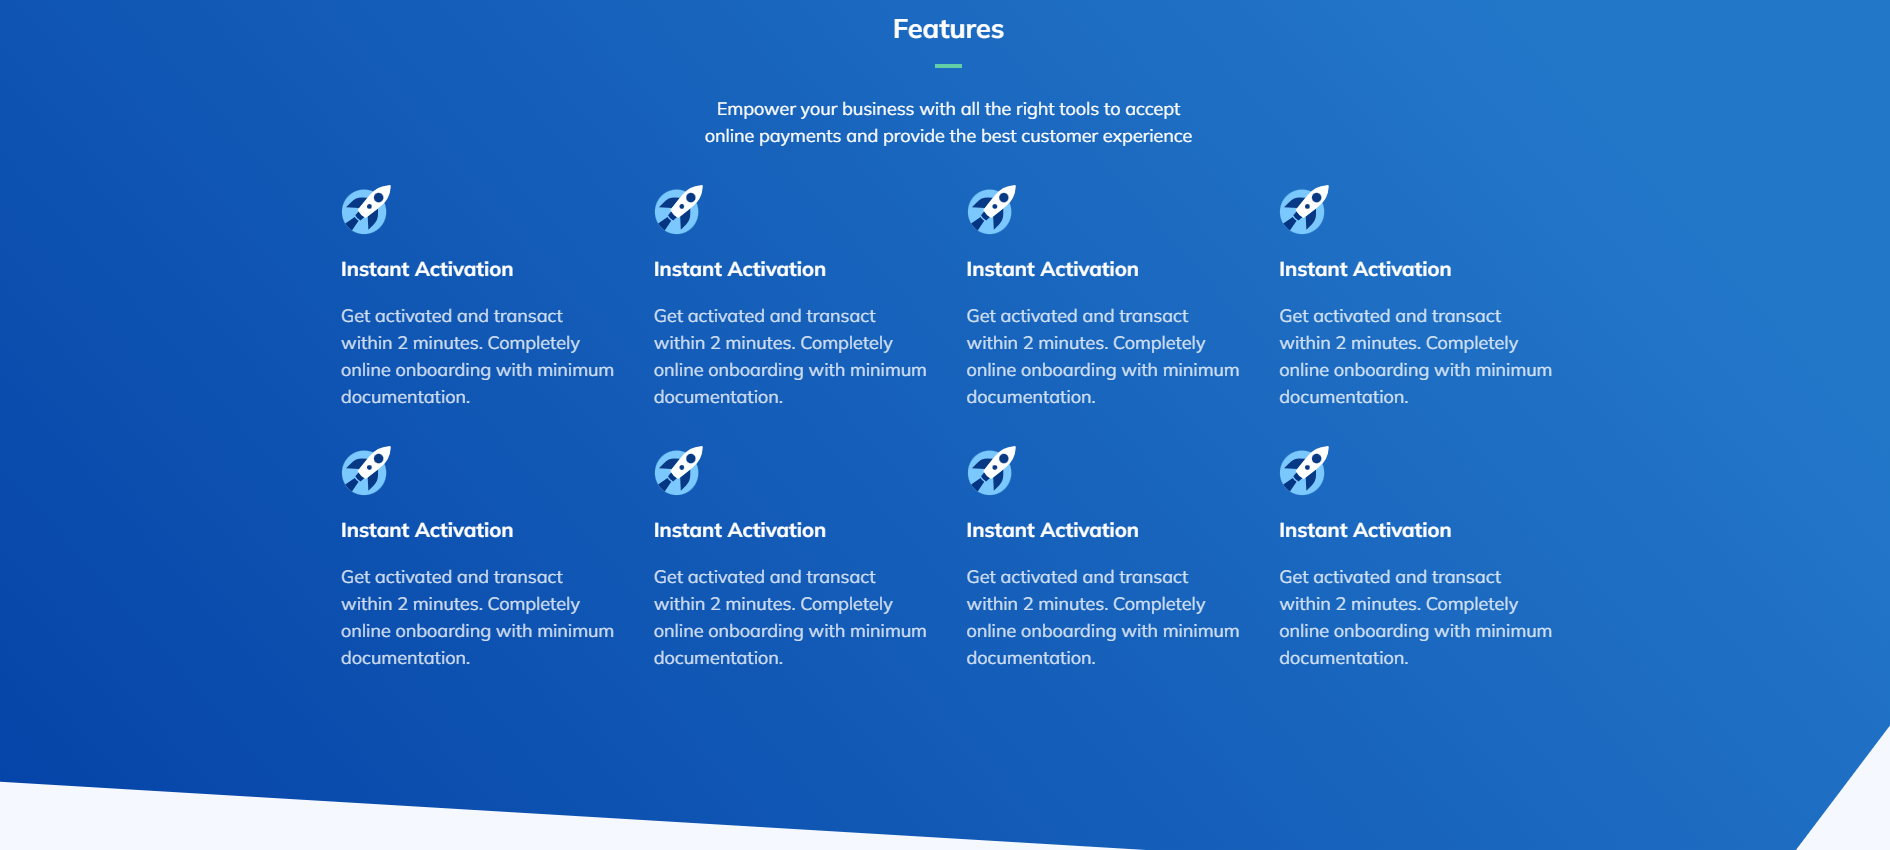 Features
Empower your business with all the right tools to accept
online payments and provide the best customer experience
Instant Activation
Get activated and transact
within 2 minutes. Completely
online onboarding with minimum
documentation.
Instant Activation
Get activated and transact
within 2 minutes. Completely
online onboarding with minimum
documentation.
Instant Activation
Get activated and transact
within 2 minutes. Completely
online onboarding with minimum
documentation.
Instant Activation
Get activated and transact
within 2 minutes. Completely
online onboarding with minimum
documentation.
Instant Activation
Get activated and transact
within 2 minutes. Completely
online onboarding with minimum
documentation.
Instant Activation
Get activated and transact
within 2 minutes. Completely
online onboarding with minimum
documentation.
Instant Activation
Get activated and transact
within 2 minutes. Completely
online onboarding with minimum
documentation.
Instant Activation
Get activated and transact
within 2 minutes. Completely
online onboarding with minimum
documentation.